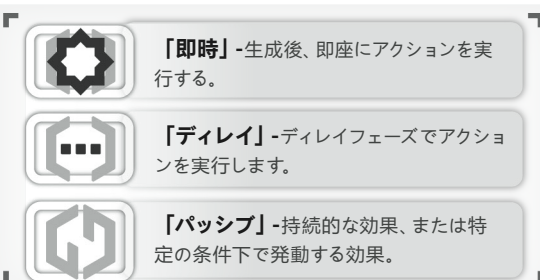 「即時」-生成後、即座にアクションを実
行する。
「ディレイ」-ディレイフェーズでアクショ
ンを実行します。
「パッシブ」-持続的な効果、または特
定の条件下で発動する効果。